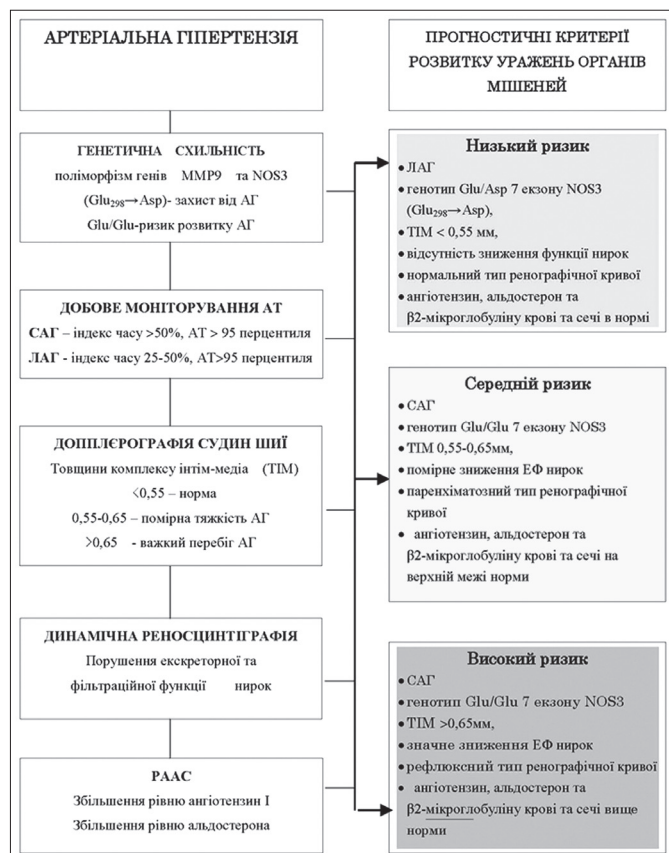 АРТЕРІАЛЬНА ГІПЕРТЕНЗІЯ
ГЕНЕТИЧНА СХИЛЬНІСТЬ
поліморфізм генів MMP9 та NOS3
(Glu298→Asp)- захист від АГ
Glu/Glu-ризик розвитку АГ
ДОБОВЕ МОНІТОРУВАННЯ АТ
САГ – індекс часу >50%, АТ > 95 перцентиля
ЛАГ - індекс часу 25-50%, АТ>95 перцентиля
ДОППЛЄРОГРАФІЯ СУДИН ШИЇ
Товщини комплексу інтім-медіа (ТІМ)
<0,55 – норма
0,55-0,65 – помірна тяжкість АГ
>0,65 - важкий перебіг АГ
ДИНАМІЧНА РЕНОСЦИНТІГРАФІЯ
Порушення екскреторної та
фільтраційної функції нирок
РААС
Збільшення рівню ангіотензин I
Збільшення рівню альдостерона
ПРОГНОСТИЧНІ КРИТЕРІЇ
РОЗВИТКУ УРАЖЕНЬ ОРГАНІВ
МІШЕНЕЙ
Низький ризик
• ЛАГ
• генотип Glu/Asp 7 екзону NOS3
(Glu298→Asp),
• ТІМ < 0,55 мм,
• відсутність зниження функції нирок
• нормальний тип ренографічної кривої
• ангіотензин, альдостерон та
β2-мікроглобуліну крові та сечі в нормі
Середній ризик
• САГ
• генотип Glu/Glu 7 екзону NOS3
• ТІМ 0,55-0,65мм,
• помірне зниження ЕФ нирок
• паренхіматозний тип ренографічної
кривої
• ангіотензин, альдостерон та
β2-мікроглобуліну крові та сечі на
верхній межі норми
Високий ризик
• САГ
• генотип Glu/Glu 7 екзону NOS3
• ТІМ >0,65мм,
• значне зниження ЕФ нирок
• рефлюксний тип ренографічної кривої
• ангіотензин, альдостерон та
β2-мікроглобуліну крові та сечі вище
норми